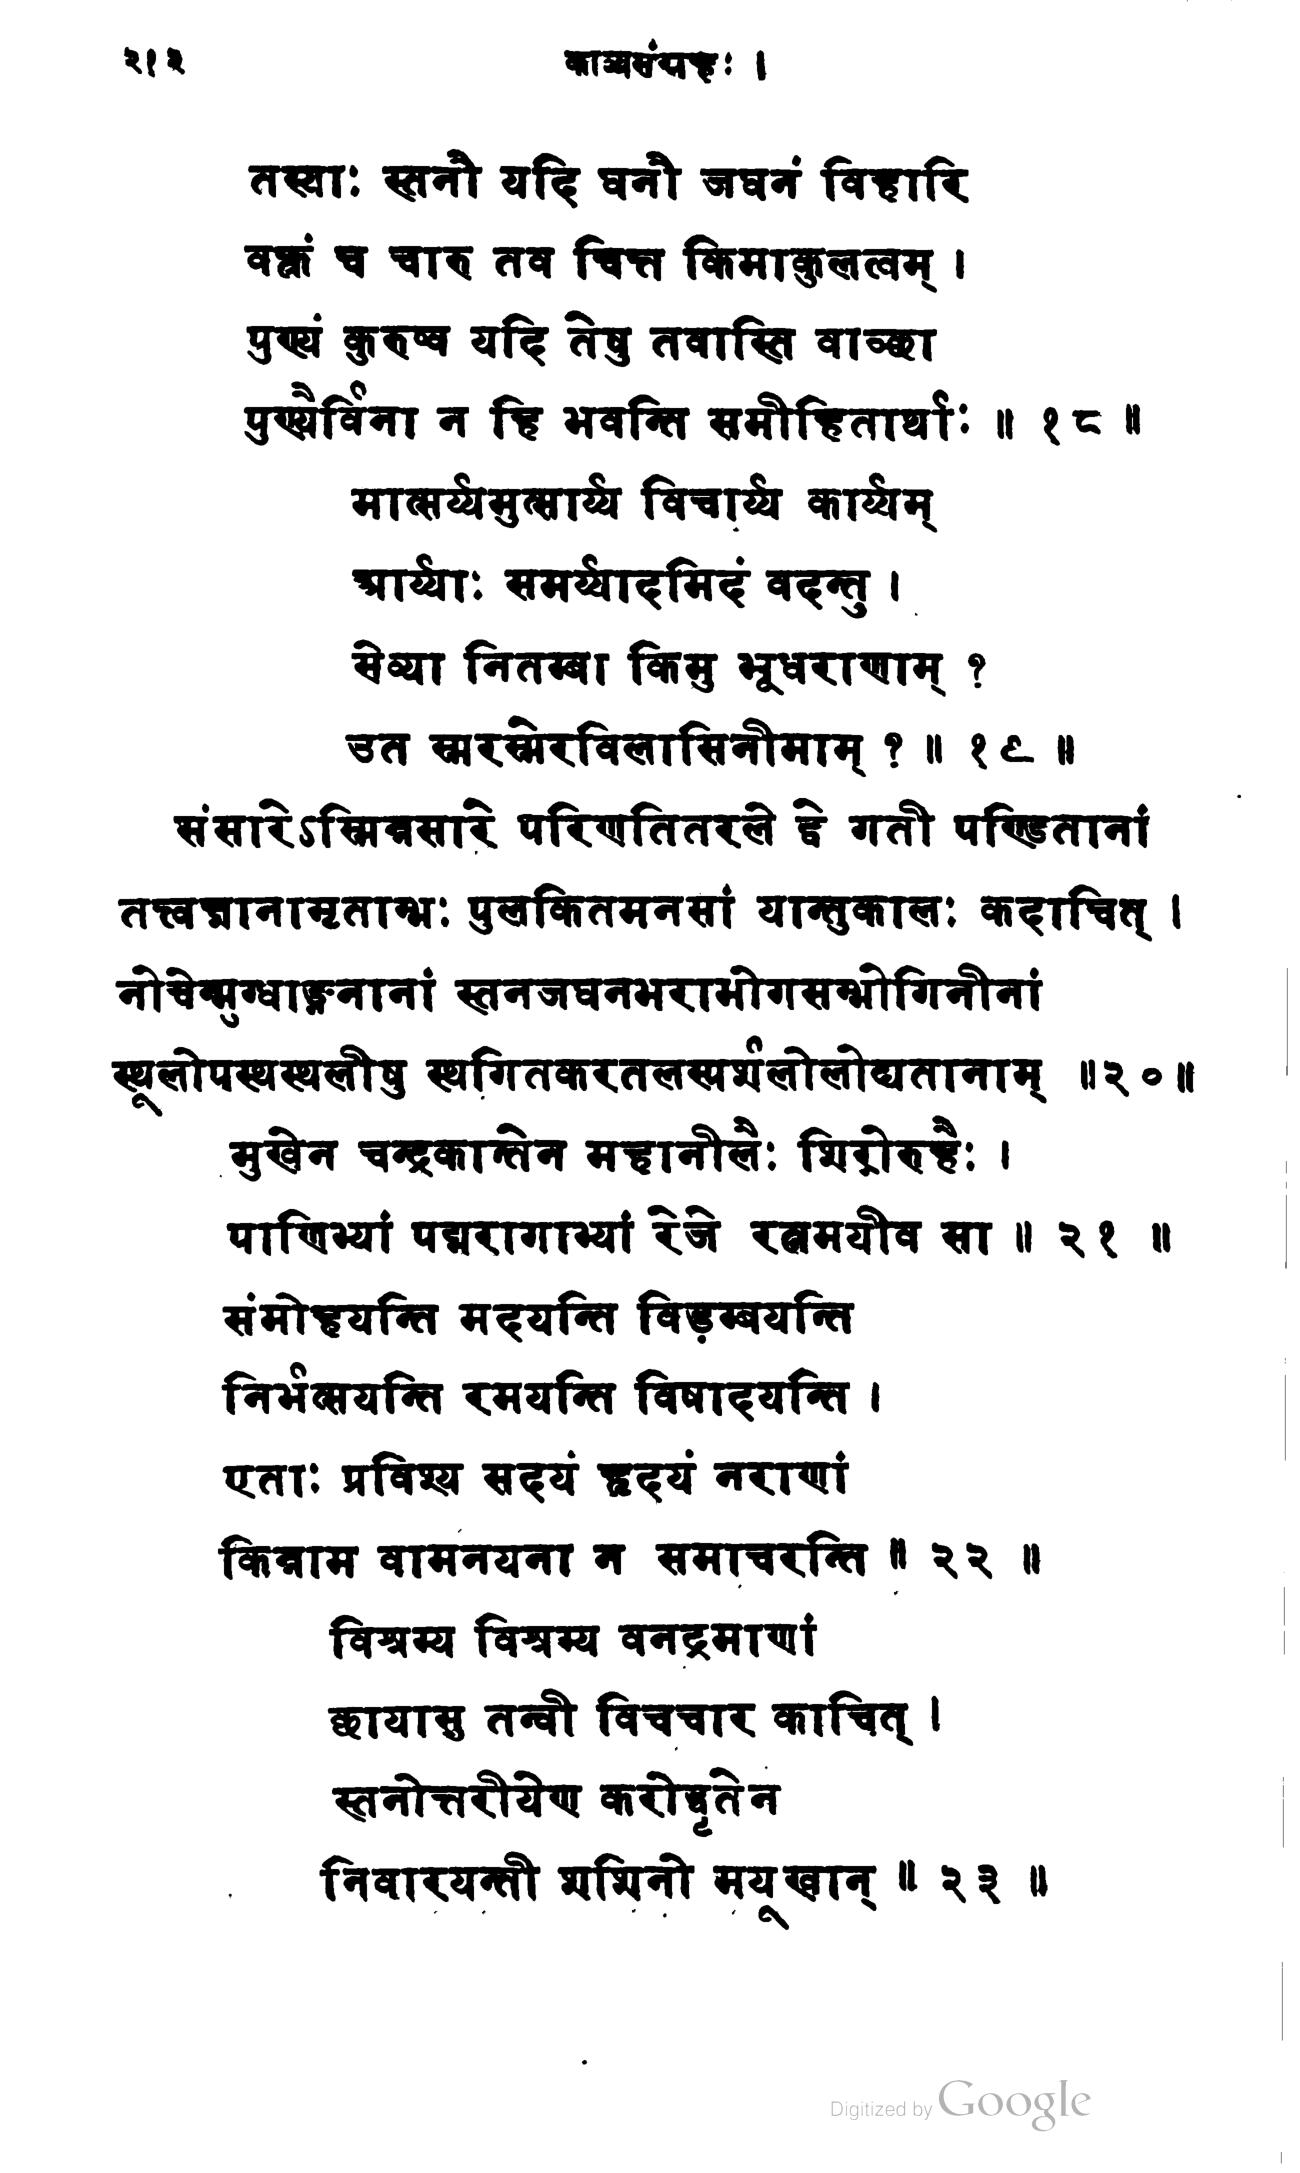 २१२ काव्यसंग्रहः ।
तस्याः स्तनौ यदि घनौ जघनं विहारि
वक्त्रं च चारु तव चित्त किमाकुलत्वम् ।
पुण्यं कुरुष्व यदि तेषु तवास्ति वाञ्छा
पुण्यैर्विना न हि भवन्ति समीहितार्थाः ॥ १८ ॥
मात्सर्य्यमुत्सार्य्य विचार्य्य कार्य्यम्
आर्य्याः समर्य्यादमिदं वदन्तु ।
सेव्या नितम्बा किमु भूधराणाम् ?
उत स्मरस्मेरविलासिनीमाम् ? ॥ १९ ॥
संसारेऽस्मिन्नसारे परिणतितरले द्वे गती पण्डितानां
तत्त्वज्ञानामृताम्भः पुलकितमनसां यान्तुकालः कदाचित् ।
नोचेन्मुग्धाङ्गनानां स्तनजघनभराभोगसम्भोगिनीनां
स्थूलोपस्थस्थलीषु स्थगितकरतलस्पर्शलोलोद्यतानाम् ॥२०॥
मुखेन चन्द्रकान्तेन महानीलैः शिरोरुहैः ।
पाणिभ्यां पद्मरागाभ्यां रेजे रत्नमयीव सा ॥ २१ ॥
संमोहयन्ति मदयन्ति विड़म्बयन्ति
निर्भत्सयन्ति रमयन्ति विषादयन्ति ।
एताः प्रविश्य सदयं हृदयं नराणां
किन्नाम वामनयना न समाचरन्ति ॥ २२ ॥
विश्रम्य विश्रम्य वनद्रमाणां
छायासु तन्वी विचचार काचित् ।
स्तनोत्तरीयेण करोद्धृतेन
निवारयन्ती शशिनो मयूखान् ॥ २३ ॥
Digitized by Google